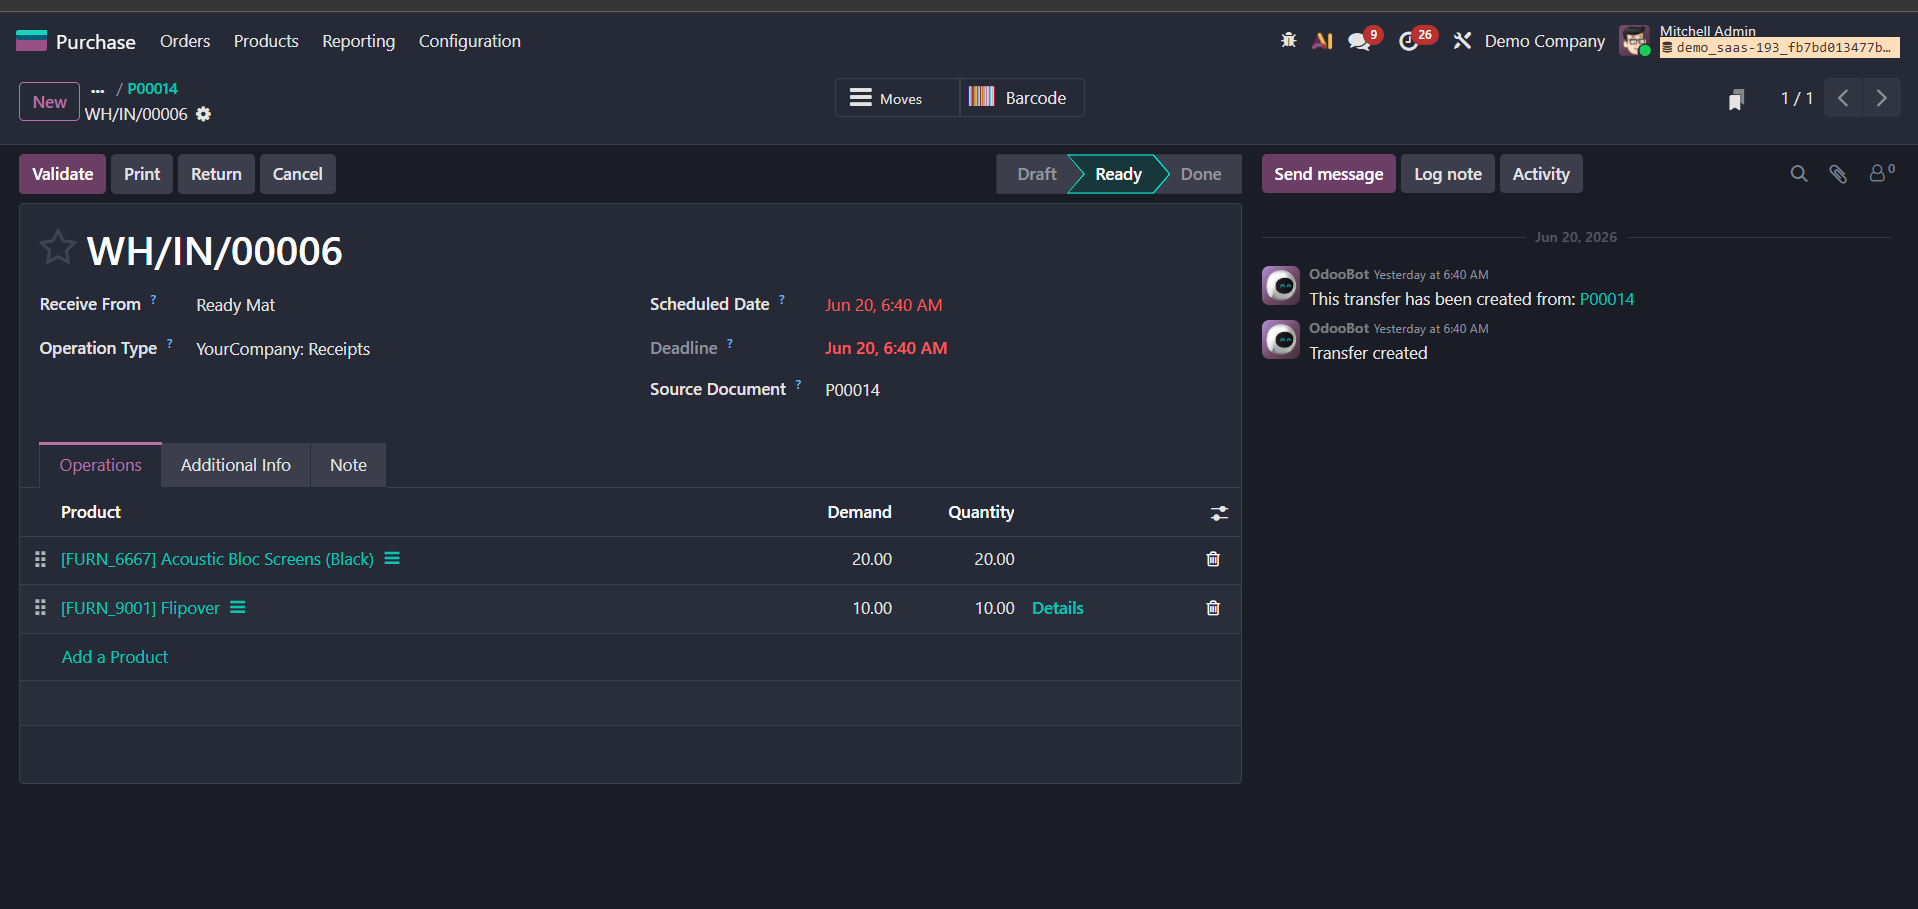 Purchase Orders Products Reporting Configuration
9
26
Demo Company
Mitchell Admin
demo_saas-193_fb7bd013477b...
New
... / P00014
WH/IN/00006
Moves
Barcode
1 / 1
Validate Print Return Cancel
Draft Ready Done
Send message Log note Activity
0
WH/IN/00006
Receive From ? Ready Mat
Operation Type ? YourCompany: Receipts
Scheduled Date ? Jun 20, 6:40 AM
Deadline ? Jun 20, 6:40 AM
Source Document ? P00014
Operations Additional Info Note
Product Demand Quantity
[FURN_6667] Acoustic Bloc Screens (Black) 20.00 20.00
[FURN_9001] Flipover 10.00 10.00 Details
Add a Product
Jun 20, 2026
OdooBot Yesterday at 6:40 AM
This transfer has been created from: P00014
OdooBot Yesterday at 6:40 AM
Transfer created